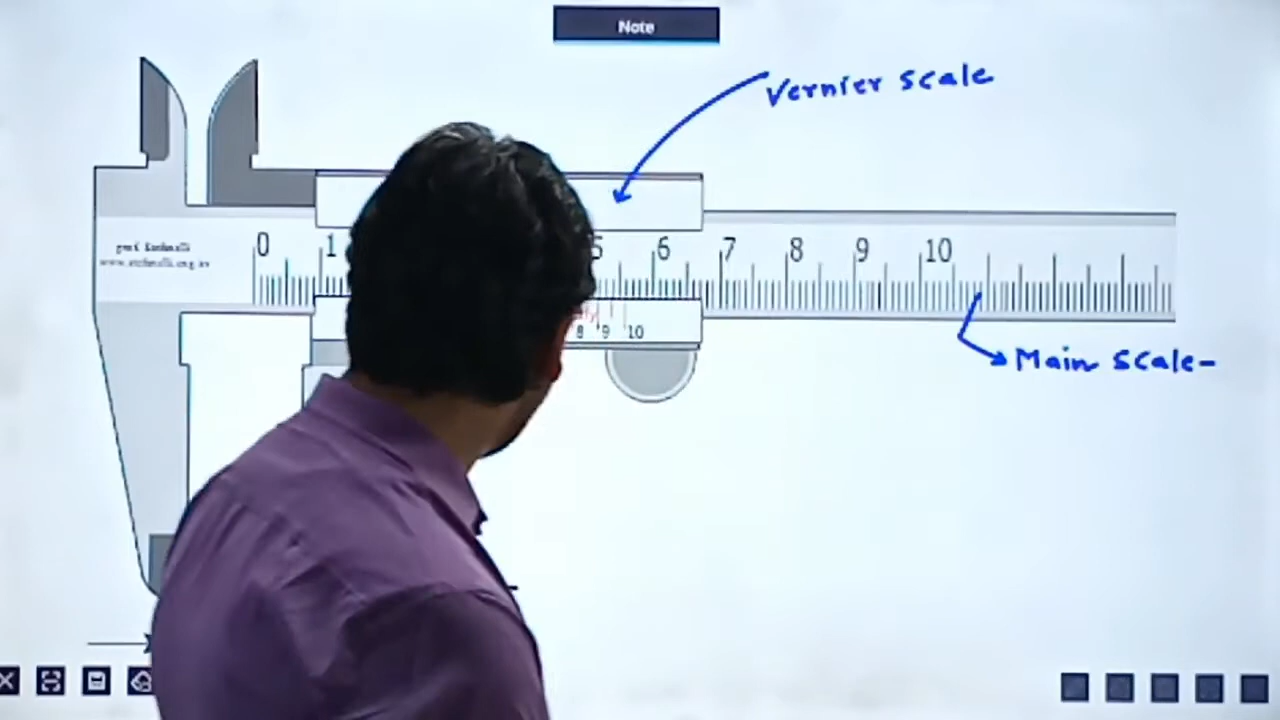 Note
Vernier scale
0 1 5 6 7 8 9 10
8 9 10
Main scale-